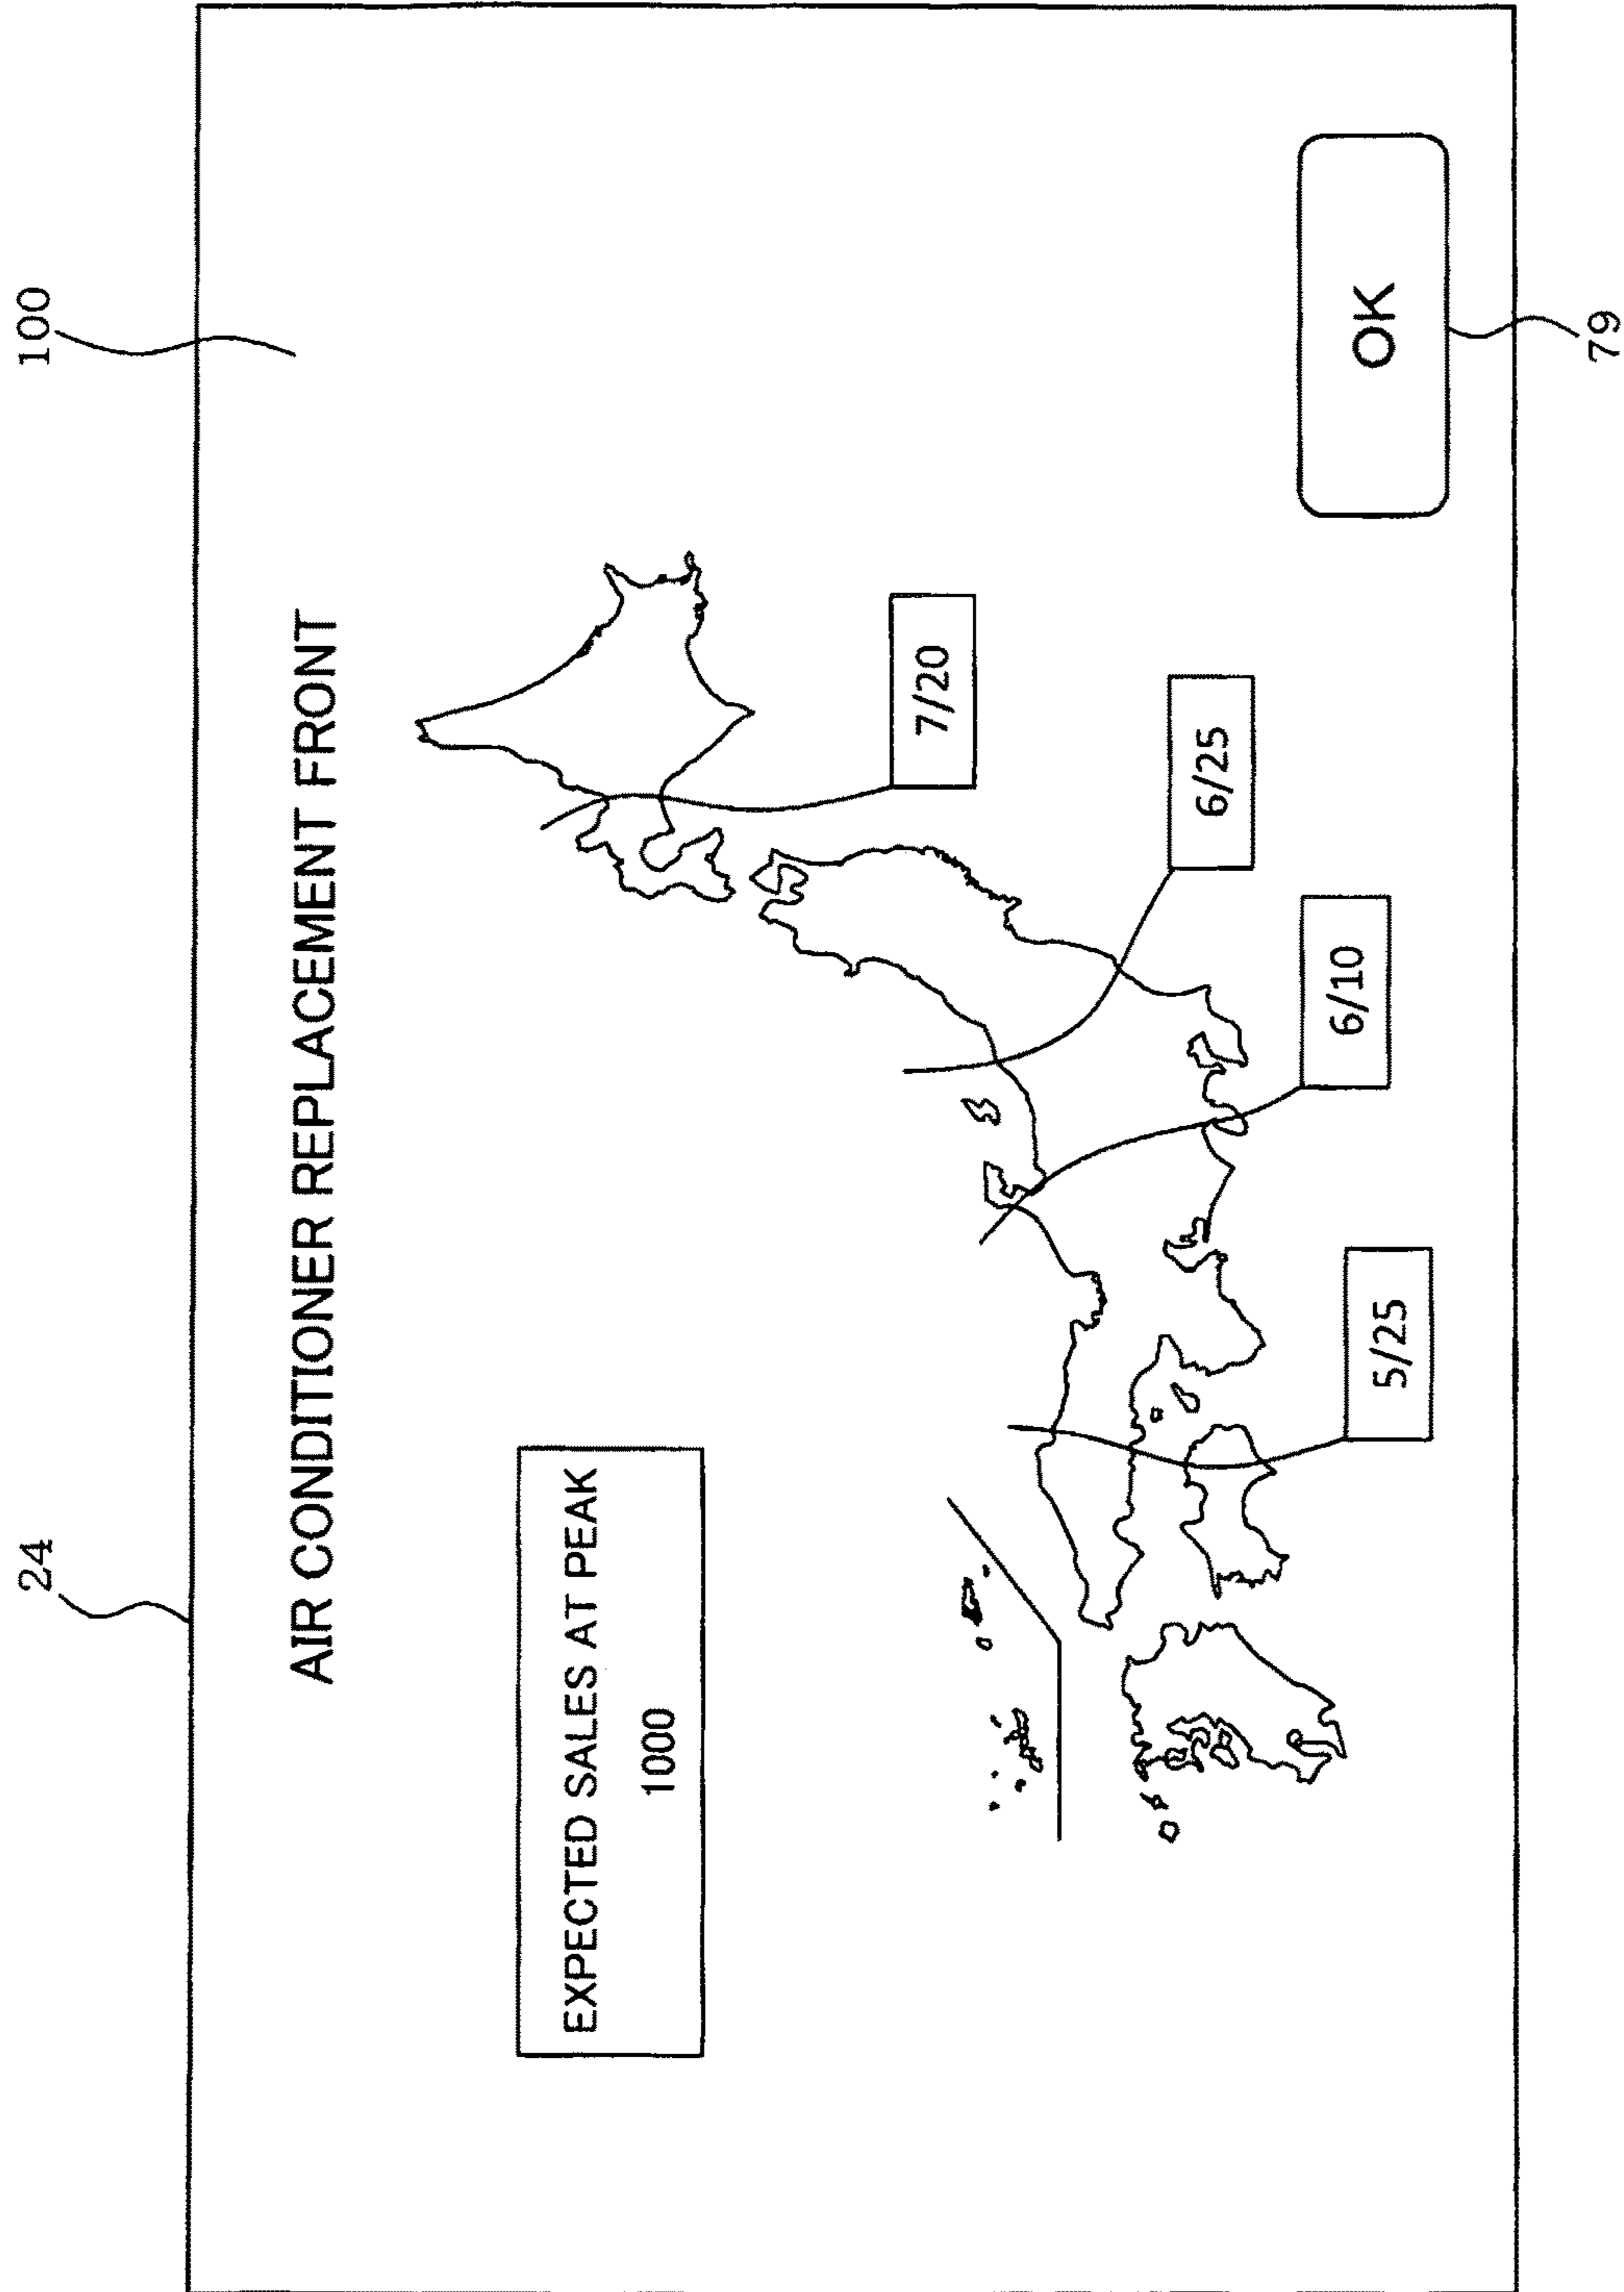 24
100
AIR CONDITIONER REPLACEMENT FRONT
EXPECTED SALES AT PEAK
1000
7/20
6/25
6/10
5/25
OK
79